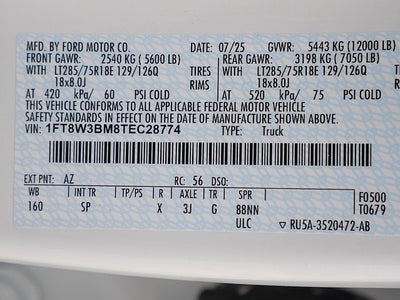 MFD. BY FORD MOTOR CO. 07/25 GVWR: 5443 KG (12000 LB)
FRONT GAWR: 2540 KG ( 5600 LB) REAR GAWR: 3198 KG ( 7050 LB)
WITH LT285/75R18E 129/126Q TIRES WITH LT285/75R18E 129/126Q
18x8.0J RIMS 18x8.0J
AT 420 kPa/ 60 PSI COLD AT 520 kPa/ 75 PSI COLD
THIS VEHICLE CONFORMS TO ALL APPLICABLE FEDERAL MOTOR VEHICLE
SAFETY STANDARDS IN EFFECT ON THE DATE OF MANUFACTURE SHOWN ABOVE.
VIN: 1FT8W3BM8TEC28774 TYPE: Truck
EXT PNT: AZ RC: 56 DSO:
WB INT TR TP/PS R AXLE TR F0500
160 SP X 3J G 88NN T0679
ULC RU5A-3520472-AB